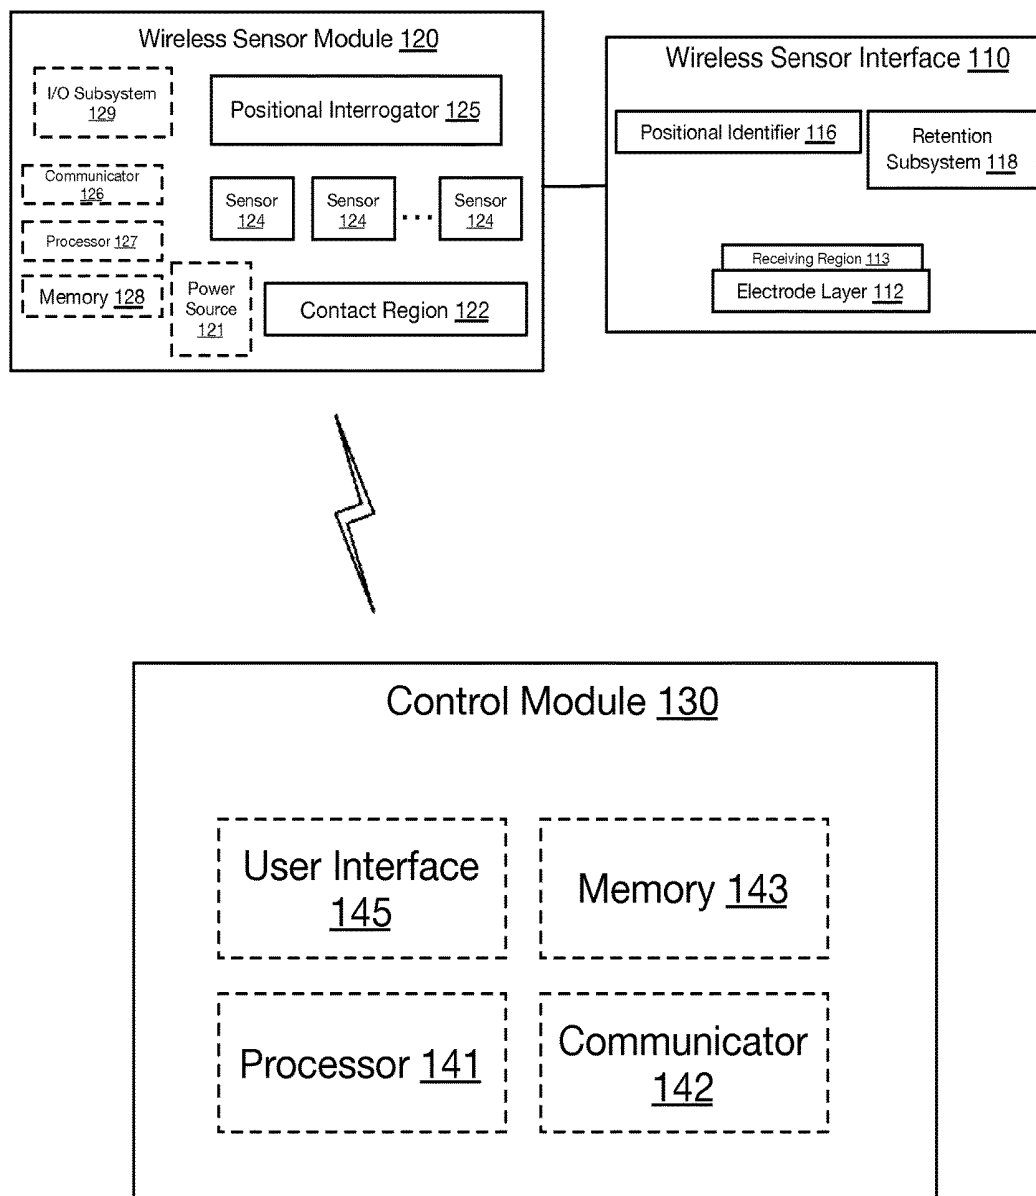 Wireless Sensor Module 120
I/O Subsystem
129
Positional Interrogator 125
Communicator
126
Sensor
124
Sensor
124
...
Sensor
124
Processor 127
Memory 128
Power
Source
121
Contact Region 122
Wireless Sensor Interface 110
Positional Identifier 116
Retention
Subsystem 118
Receiving Region 113
Electrode Layer 112
Control Module 130
User Interface
145
Memory 143
Processor 141
Communicator
142